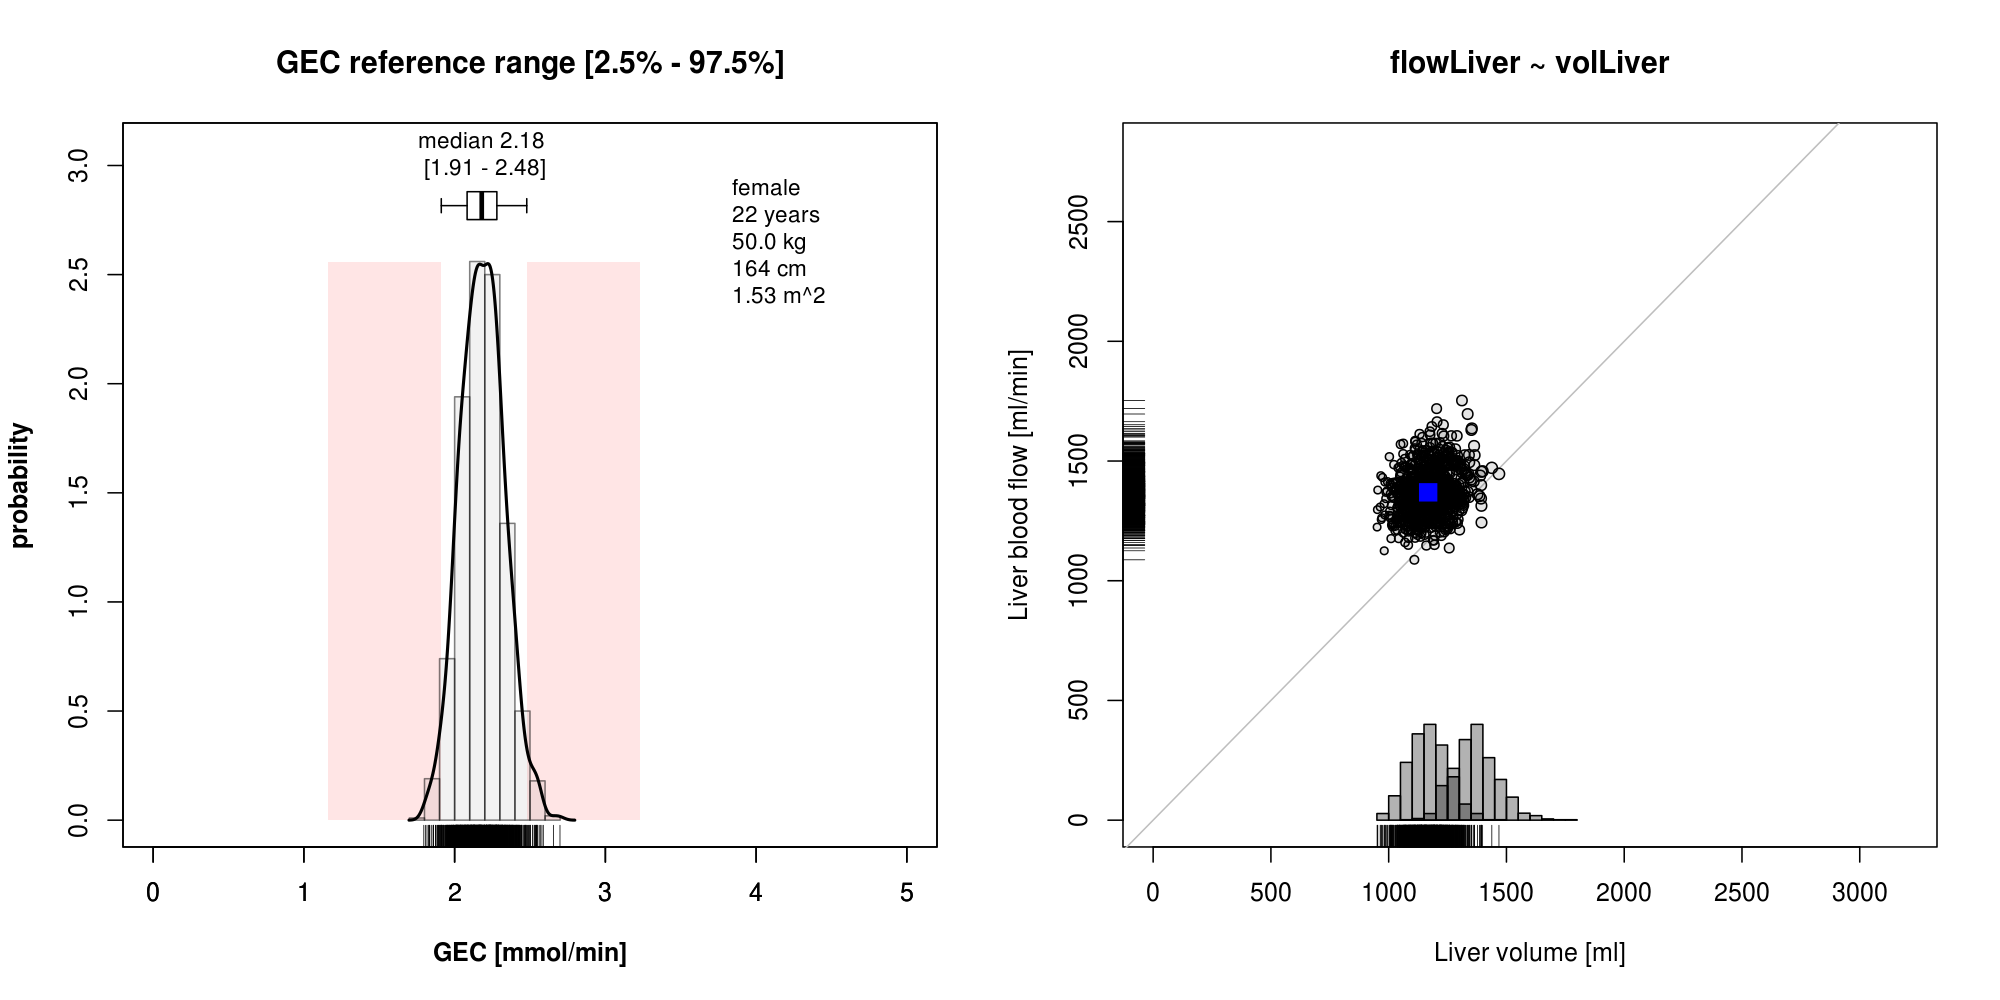 GEC reference range [2.5% - 97.5%]
median 2.18
[1.91 - 2.48]
female
22 years
50.0 kg
164 cm
1.53 m^2
probability
3.0
2.5
2.0
1.5
1.0
0.5
0.0
0 1 2 3 4 5
GEC [mmol/min]
flowLiver ~ volLiver
Liver blood flow [ml/min]
2500
2000
1500
1000
500
0
0 500 1000 1500 2000 2500 3000
Liver volume [ml]